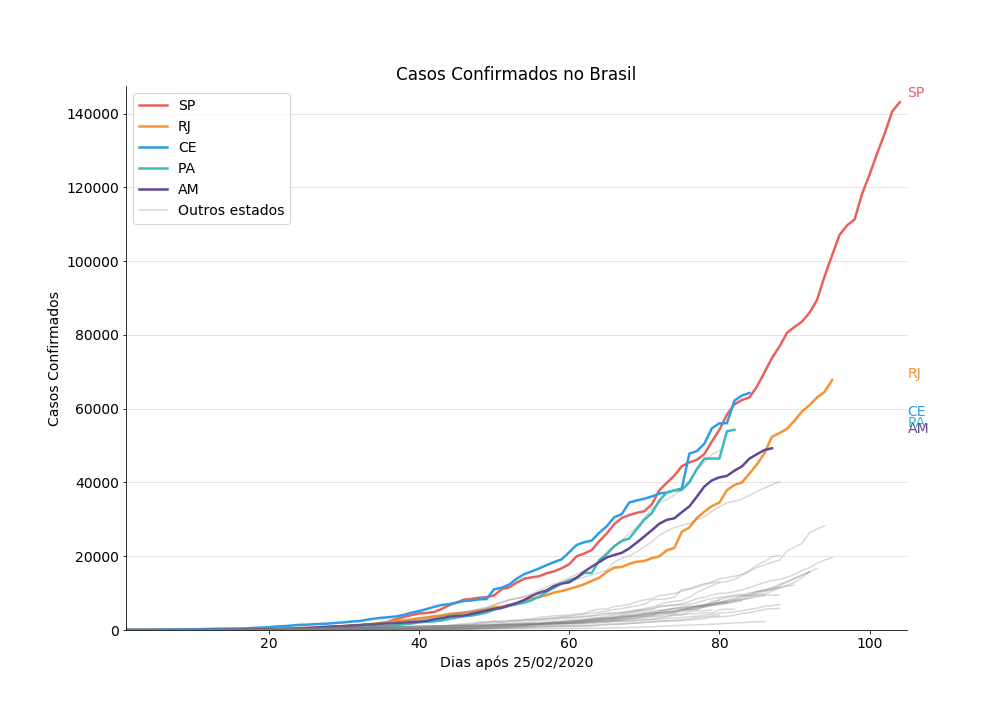 Casos Confirmados no Brasil
SP
RJ
CE
PA
AM
Outros estados
SP
RJ
CE
PA
AM
Casos Confirmados
140000
120000
100000
80000
60000
40000
20000
0
20
40
60
80
100
Dias após 25/02/2020